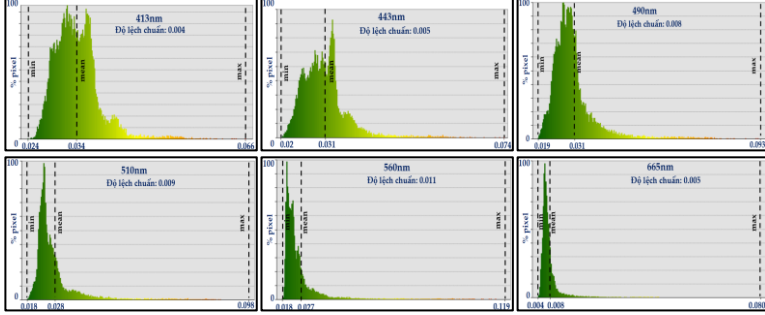 413nm
Độ lệch chuẩn: 0.004
100
% pixel
0
min
mean
max
0.024
0.034
0.066
443nm
Độ lệch chuẩn: 0.005
100
% pixel
0
min
mean
max
0.02
0.031
0.074
490nm
Độ lệch chuẩn: 0.008
100
% pixel
0
min
mean
max
0.019
0.031
0.093
510nm
Độ lệch chuẩn: 0.009
100
% pixel
0
min
mean
max
0.018
0.028
0.098
560nm
Độ lệch chuẩn: 0.011
100
% pixel
0
min
mean
max
0.018
0.027
0.119
665nm
Độ lệch chuẩn: 0.005
100
% pixel
0
min
mean
max
0.004
0.008
0.080